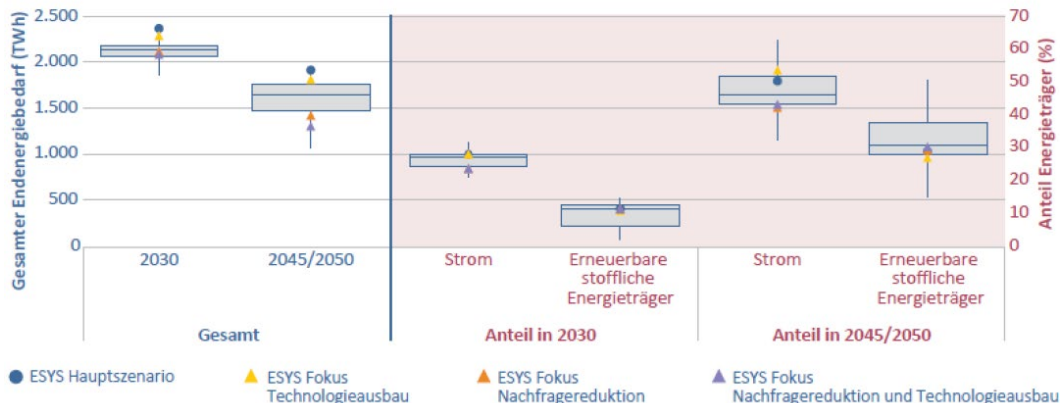 Gesamter Endenergiebedarf (TWh)
2.500
2.000
1.500
1.000
500
0
70
60
50
40
30
20
10
0
Anteil Energieträger (%)
2030
2045/2050
Strom
Erneuerbare
stoffliche
Energieträger
Strom
Erneuerbare
stoffliche
Energieträger
Gesamt
Anteil in 2030
Anteil in 2045/2050
ESYS Hauptszenario
ESYS Fokus
Technologieausbau
ESYS Fokus
Nachfragereduktion
ESYS Fokus
Nachfragereduktion und Technologieausbau